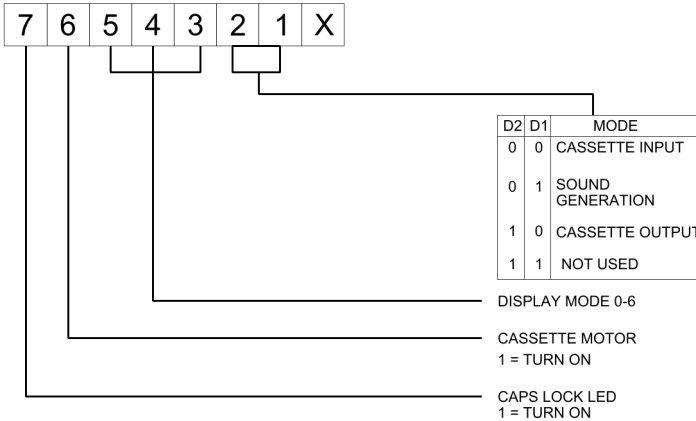 7 6 5 4 3 2 1 X
D2 D1 MODE
0 0 CASSETTE INPUT
0 1 SOUND
GENERATION
1 0 CASSETTE OUTPUT
1 1 NOT USED
DISPLAY MODE 0-6
CASSETTE MOTOR
1 = TURN ON
CAPS LOCK LED
1 = TURN ON